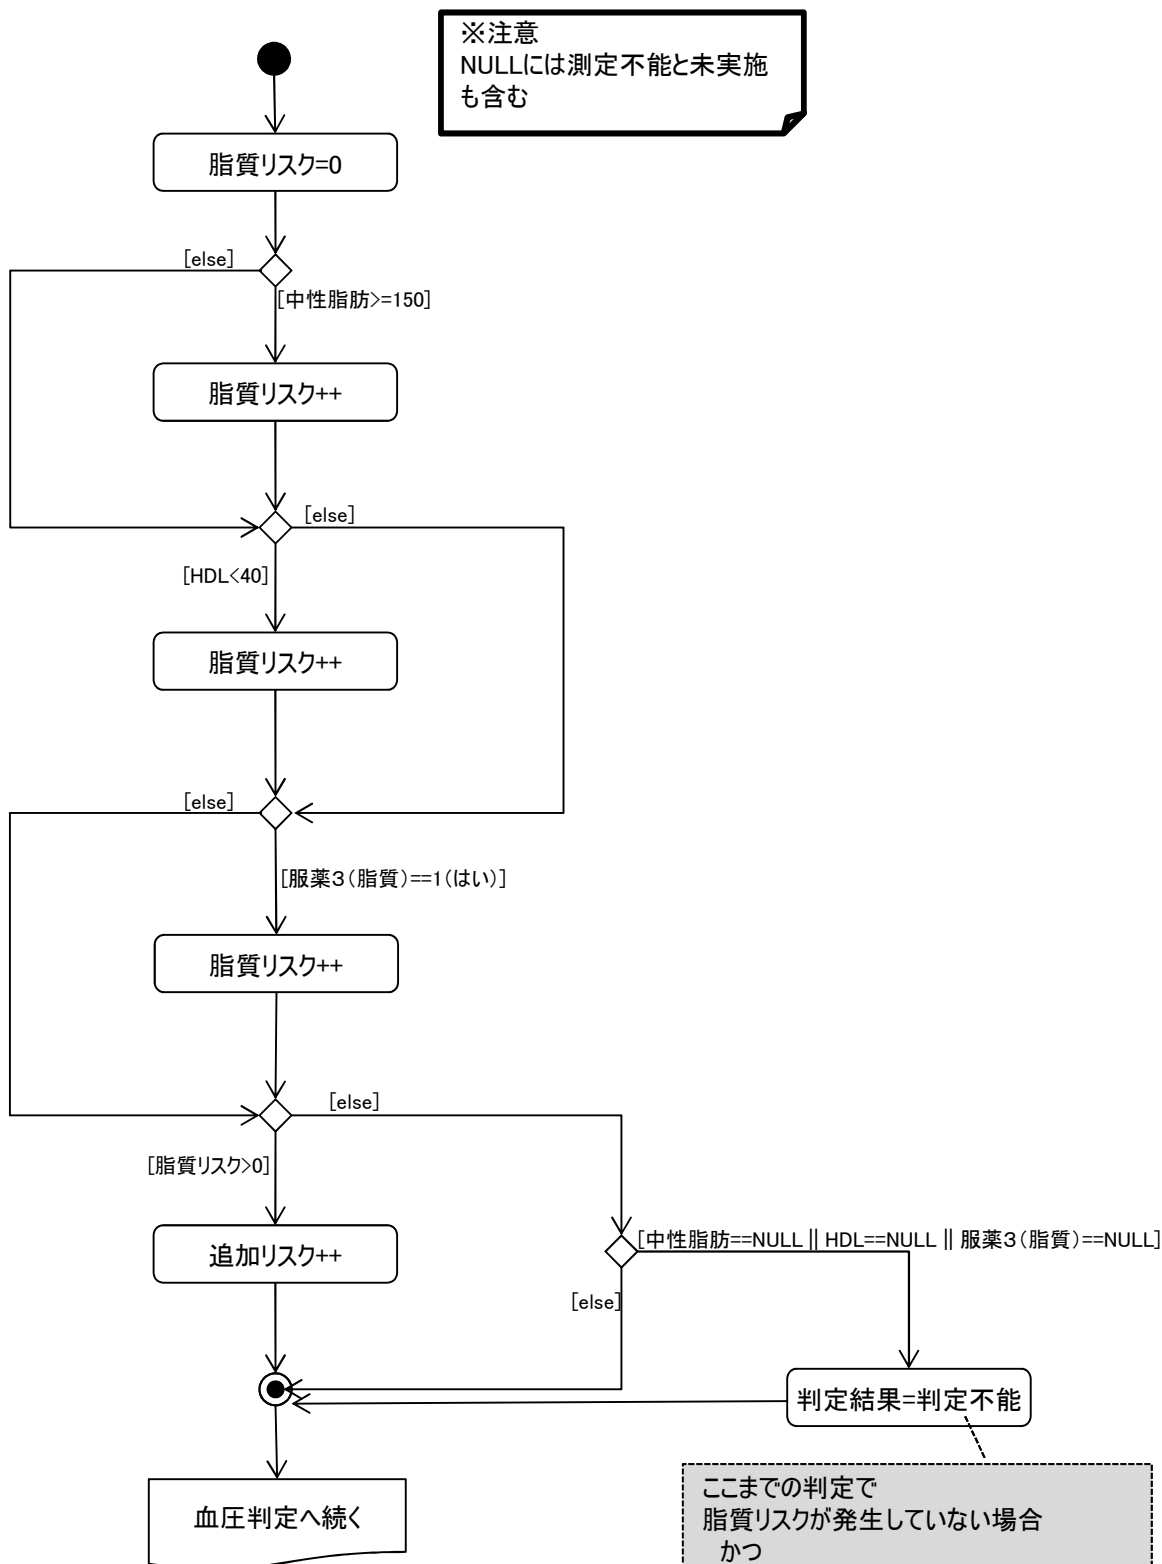 ※注意
NULLには測定不能と未実施
も含む
脂質リスク=0
[else]
[中性脂肪>=150]
脂質リスク++
[else]
[HDL<40]
脂質リスク++
[else]
[服薬3(脂質)==1(はい)]
脂質リスク++
[else]
[脂質リスク>0]
追加リスク++
[中性脂肪==NULL || HDL==NULL || 服薬3(脂質)==NULL]
[else]
判定結果=判定不能
血圧判定へ続く
ここまでの判定で
脂質リスクが発生していない場合
かつ